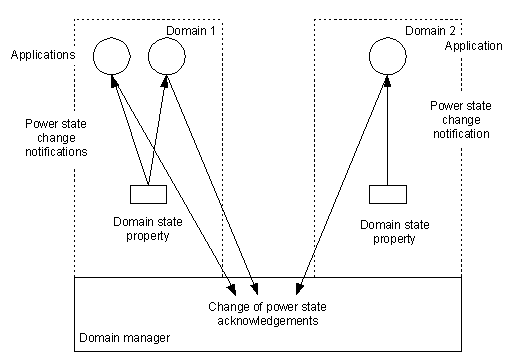 Domain 1
Domain 2
Applications
Application
Power state
change
notifications
Power state
change
notification
Domain state
property
Domain state
property
Change of power state
acknowledgements
Domain manager